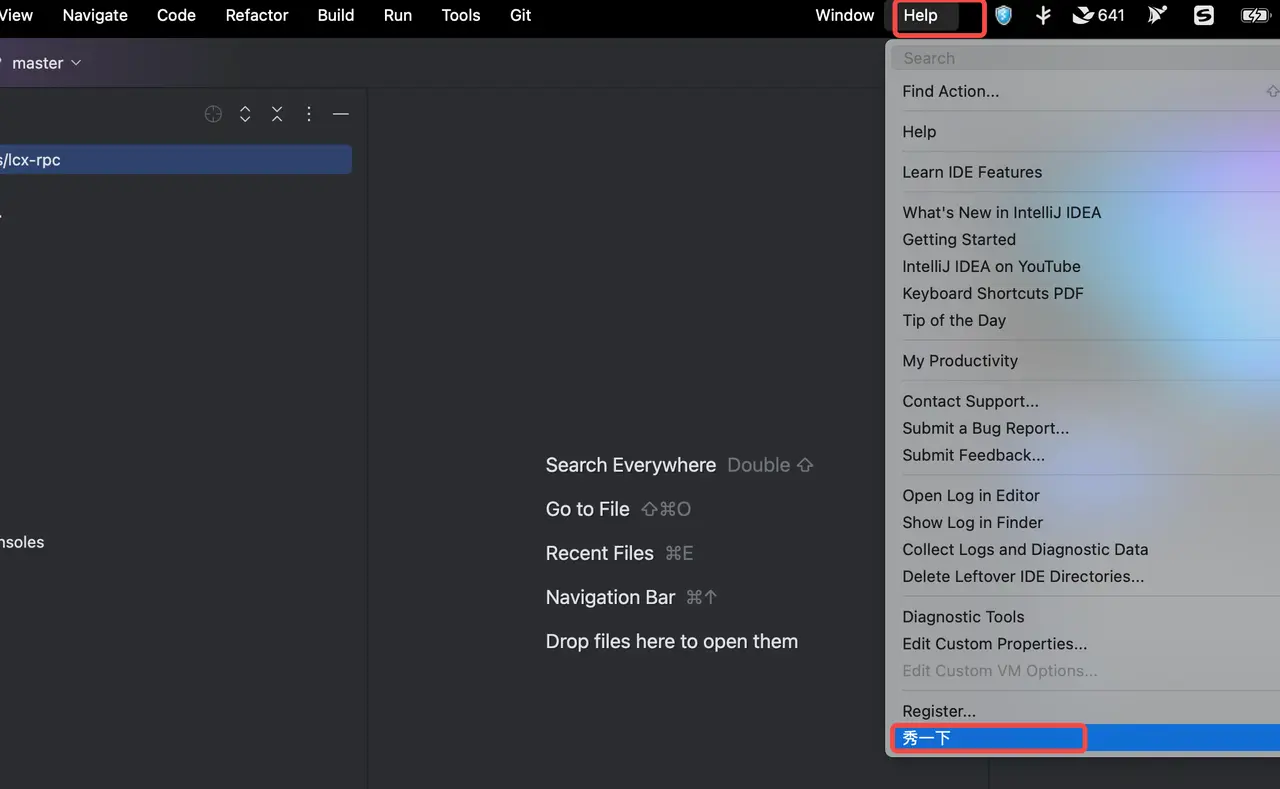 View Navigate Code Refactor Build Run Tools Git Window Help 641
master
s/lcx-rpc
nsoles
Search Everywhere Double ⇧
Go to File ⇧⌘O
Recent Files ⌘E
Navigation Bar ⌘↑
Drop files here to open them
Search
Find Action...
Help
Learn IDE Features
What's New in IntelliJ IDEA
Getting Started
IntelliJ IDEA on YouTube
Keyboard Shortcuts PDF
Tip of the Day
My Productivity
Contact Support...
Submit a Bug Report...
Submit Feedback...
Open Log in Editor
Show Log in Finder
Collect Logs and Diagnostic Data
Delete Leftover IDE Directories...
Diagnostic Tools
Edit Custom Properties...
Edit Custom VM Options...
Register...
秀一下